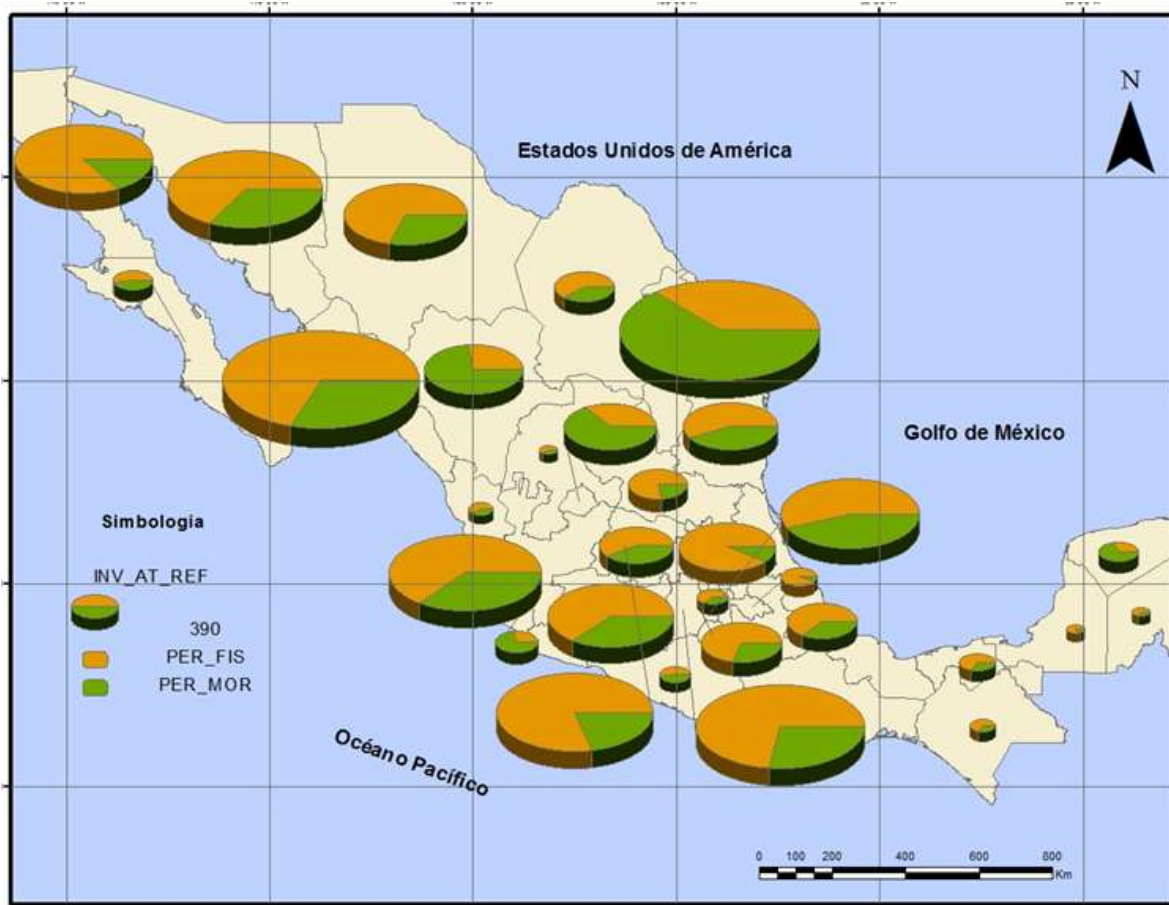 N
Estados Unidos de América
Golfo de México
Simbología
INV_AT_REF
390
PER_FIS
PER_MOR
Océano Pacífico
0 100 200 400 600 800
Km